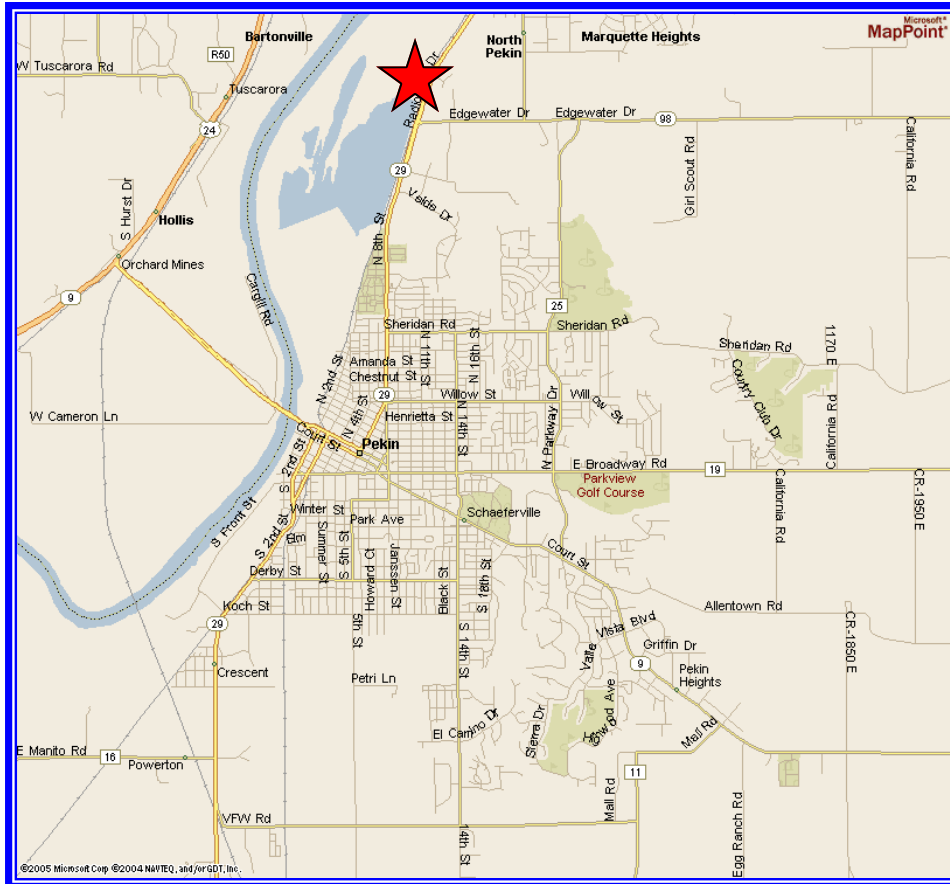 Microsoft®
MapPoint®
Bartonville
North
Pekin
Marquette Heights
R50
W Tuscarora Rd
Tuscarora
Dr
Radio
Edgewater Dr
Edgewater Dr
98
24
California Rd
Girl Scout Rd
29
S Hurst Dr
Hollis
N 8th St
Orchard Mines
Cargill Rd
9
25
Sheridan Rd
Sheridan Rd
Sheridan Rd
1170 E
N 11th St
N 16th St
Amanda St
Chestnut St
N 2nd St
Country Club Dr
California Rd
29
Willow St
Willow St
W Cameron Ln
N 4th St
Henrietta St
N 14th St
N Parkway Dr
Court St
Pekin
S 2nd St
E Broadway Rd
19
Parkview
Golf Course
CR-1950 E
California Rd
S Front St
Winter St
Park Ave
Schaeferville
S 2nd St
Elm
Summer St
S 5th St
Howard Ct
Janssen St
Court St
Derby St
Black St
S 18th St
Koch St
Allentown Rd
29
5th St
S 14th St
Vista Blvd
Valle
CR-1850 E
Griffin Dr
9
Crescent
Petri Ln
Pekin
Heights
El Camino Dr
Sierra Dr
Mall Rd
E Manito Rd
16
Powerton
11
Mall Rd
Egg Ranch Rd
VFW Rd
14th St
©2005 Microsoft Corp ©2004 NAVTEQ, and/or GDT, Inc.